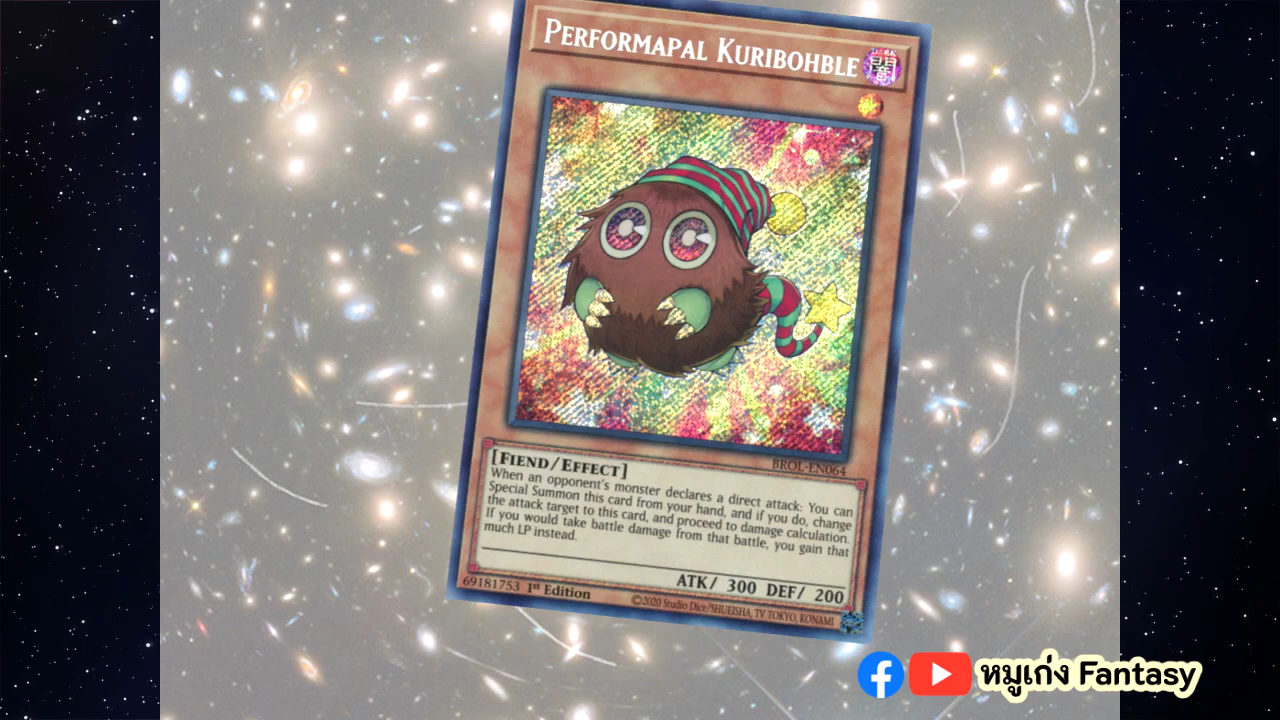 PERFORMAPAL KURIBOHBLE
闇
BROL-EN064
[FIEND/EFFECT]
When an opponent's monster declares a direct attack: You can
Special Summon this card from your hand, and if you do, change
the attack target to this card, and proceed to damage calculation.
If you would take battle damage from that battle, you gain that
much LP instead.
ATK/ 300 DEF/ 200
69181753 1st Edition
©2020 Studio Dice/SHUEISHA, TV TOKYO, KONAMI
หมูเก่ง Fantasy